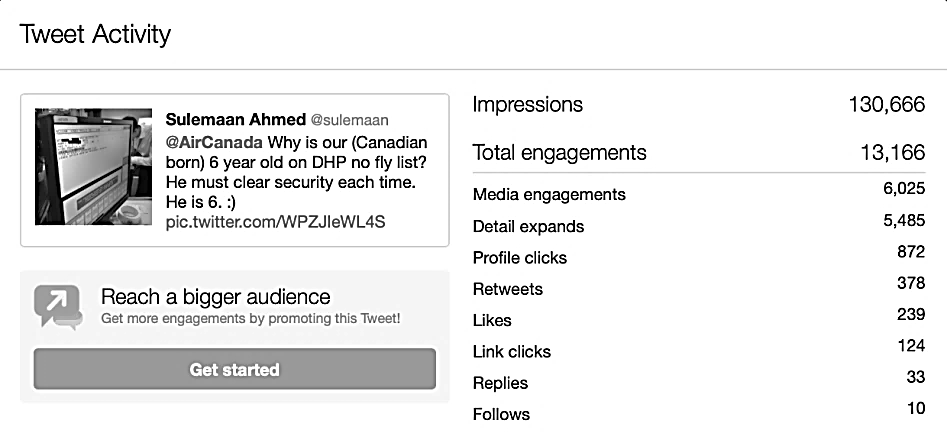 Tweet Activity
Sulemaan Ahmed @sulemaan
@AirCanada Why is our (Canadian
born) 6 year old on DHP no fly list?
He must clear security each time.
He is 6. :)
pic.twitter.com/WPZJIeWL4S
Reach a bigger audience
Get more engagements by promoting this Tweet!
Get started
Impressions 130,666
Total engagements 13,166
Media engagements 6,025
Detail expands 5,485
Profile clicks 872
Retweets 378
Likes 239
Link clicks 124
Replies 33
Follows 10